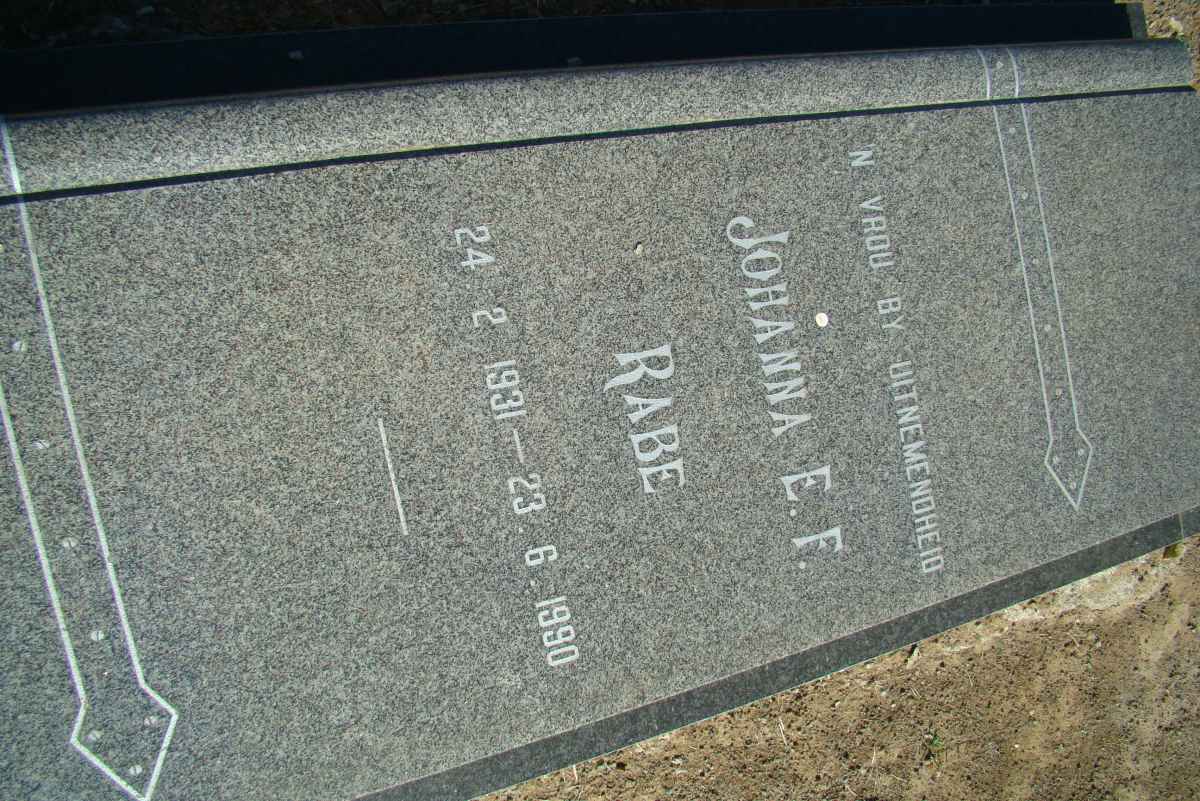 N VROU BY UITNEMENDHEID
JOHANNA E. F.
RABE
24 2 1931 — 23.6.1990